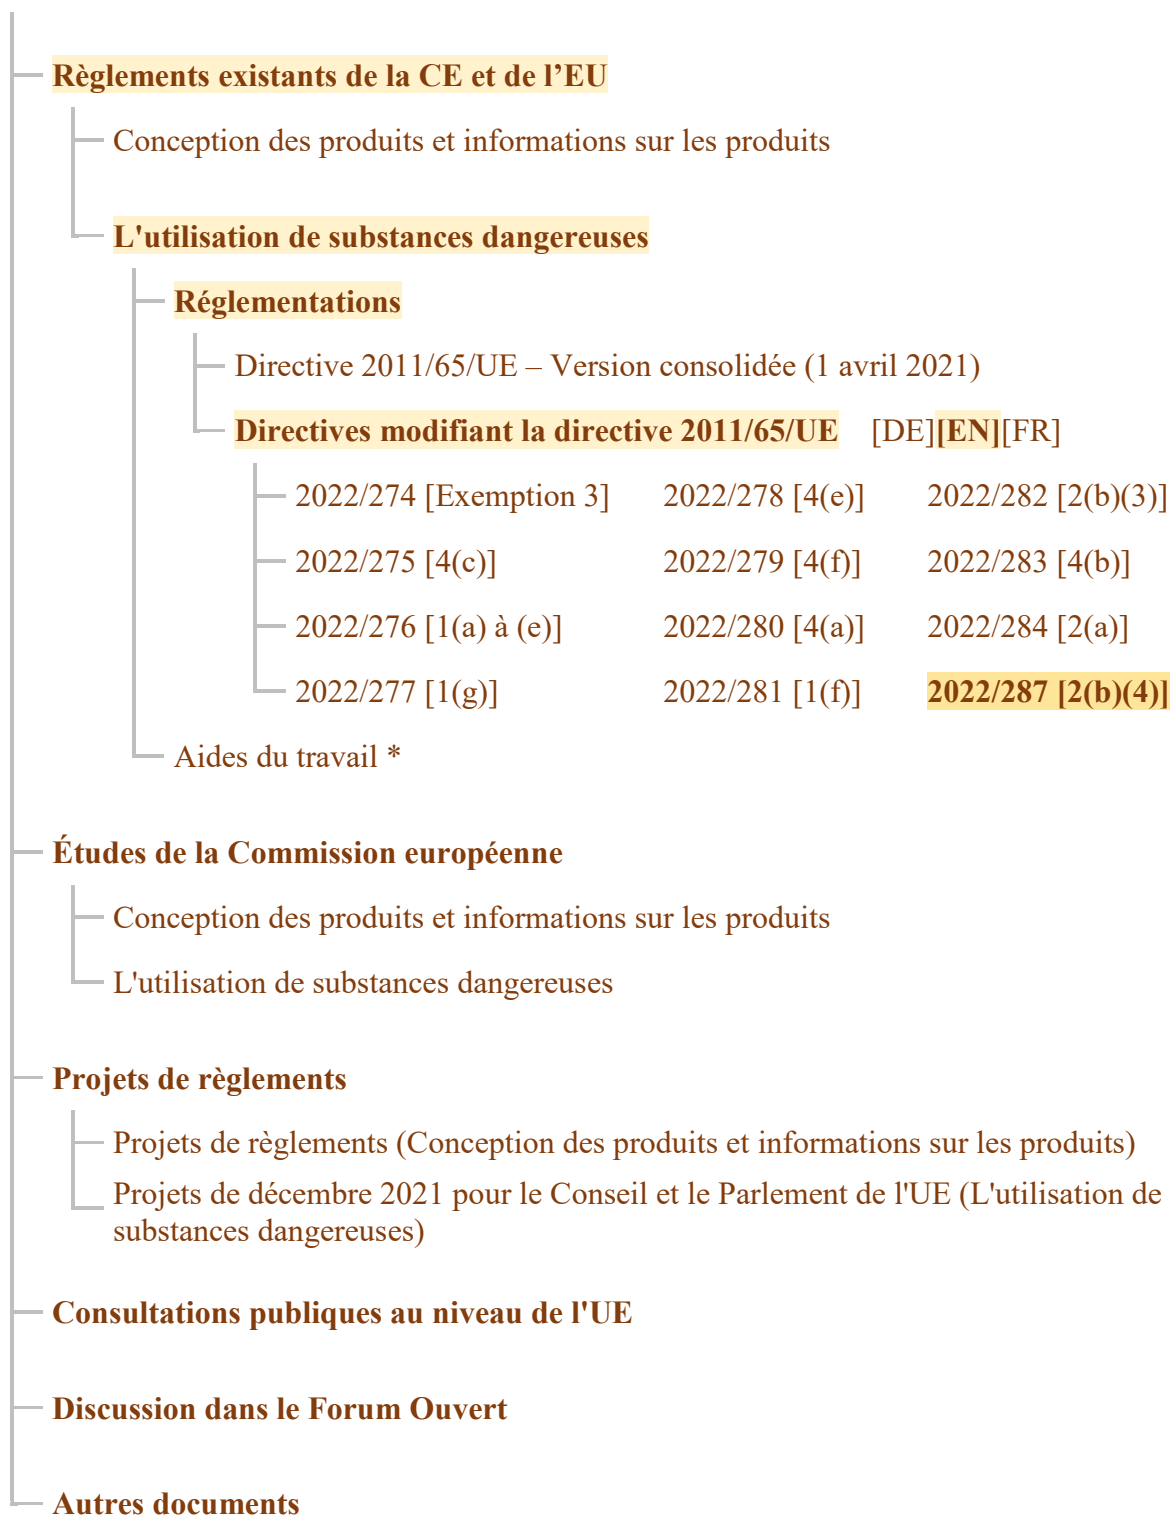 Règlements existants de la CE et de l’EU
Conception des produits et informations sur les produits
L'utilisation de substances dangereuses
Réglementations
Directive 2011/65/UE – Version consolidée (1 avril 2021)
Directives modifiant la directive 2011/65/UE [DE][EN][FR]
2022/274 [Exemption 3] 2022/278 [4(e)] 2022/282 [2(b)(3)]
2022/275 [4(c)] 2022/279 [4(f)] 2022/283 [4(b)]
2022/276 [1(a) à (e)] 2022/280 [4(a)] 2022/284 [2(a)]
2022/277 [1(g)] 2022/281 [1(f)] 2022/287 [2(b)(4)]
Aides du travail *
Études de la Commission européenne
Conception des produits et informations sur les produits
L'utilisation de substances dangereuses
Projets de règlements
Projets de règlements (Conception des produits et informations sur les produits)
Projets de décembre 2021 pour le Conseil et le Parlement de l'UE (L'utilisation de
substances dangereuses)
Consultations publiques au niveau de l'UE
Discussion dans le Forum Ouvert
Autres documents